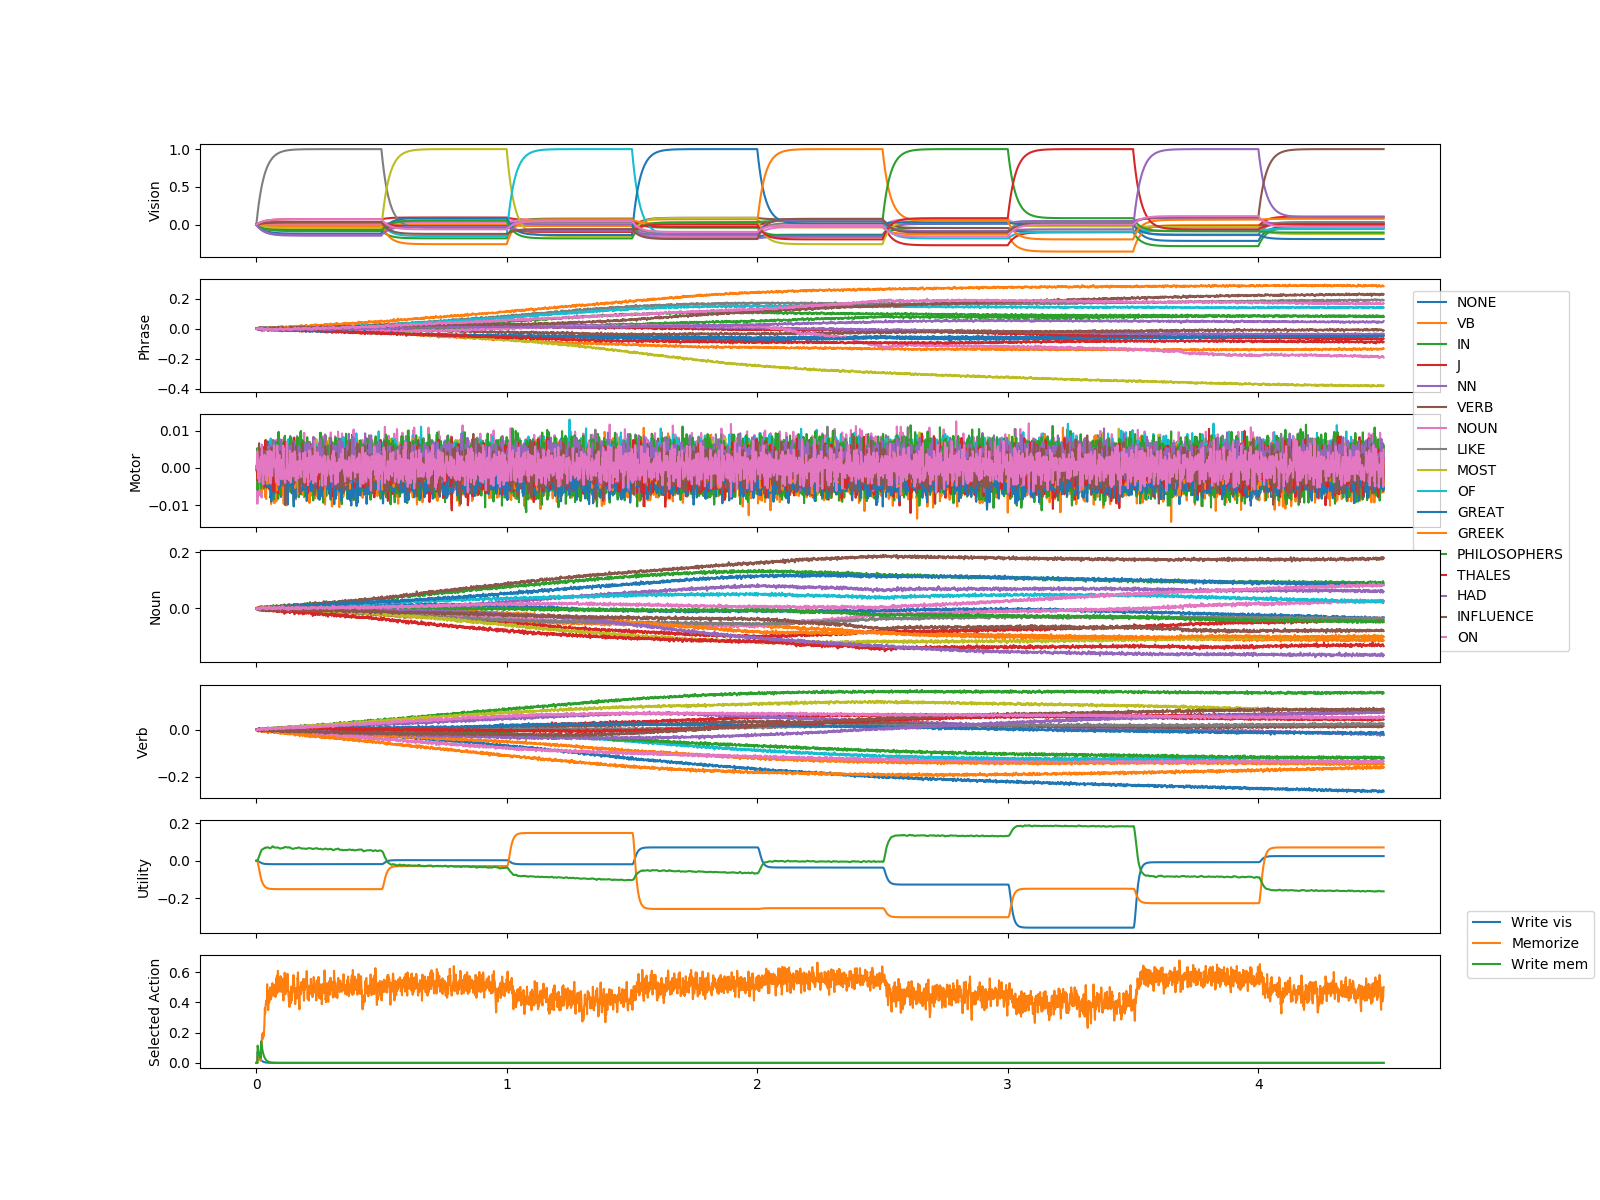 1.0
0.5
0.0
Vision
0.2
0.0
−0.2
−0.4
Phrase
NONE
VB
IN
J
NN
VERB
NOUN
LIKE
MOST
OF
GREAT
GREEK
PHILOSOPHERS
THALES
HAD
INFLUENCE
ON
0.01
0.00
−0.01
Motor
0.2
0.0
Noun
0.0
−0.2
Verb
0.2
0.0
−0.2
Utility
Write vis
Memorize
Write mem
0.6
0.4
0.2
0.0
Selected Action
0 1 2 3 4